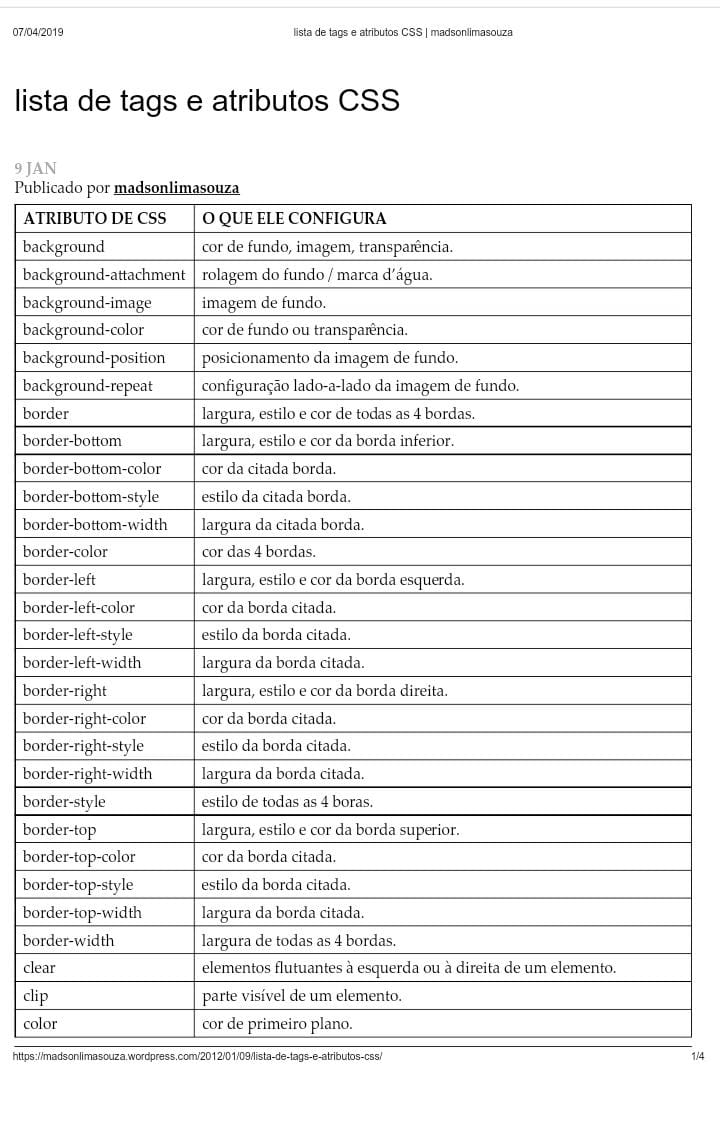 07/04/2019 lista de tags e atributos CSS | madsonlimasouza
lista de tags e atributos CSS
9 JAN
Publicado por madsonlimasouza
ATRIBUTO DE CSS O QUE ELE CONFIGURA
background cor de fundo, imagem, transparência.
background-attachment rolagem do fundo / marca d’água.
background-image imagem de fundo.
background-color cor de fundo ou transparência.
background-position posicionamento da imagem de fundo.
background-repeat configuração lado-a-lado da imagem de fundo.
border largura, estilo e cor de todas as 4 bordas.
border-bottom largura, estilo e cor da borda inferior.
border-bottom-color cor da citada borda.
border-bottom-style estilo da citada borda.
border-bottom-width largura da citada borda.
border-color cor das 4 bordas.
border-left largura, estilo e cor da borda esquerda.
border-left-color cor da borda citada.
border-left-style estilo da borda citada.
border-left-width largura da borda citada.
border-right largura, estilo e cor da borda direita.
border-right-color cor da borda citada.
border-right-style estilo da borda citada.
border-right-width largura da borda citada.
border-style estilo de todas as 4 boras.
border-top largura, estilo e cor da borda superior.
border-top-color cor da borda citada.
border-top-style estilo da borda citada.
border-top-width largura da borda citada.
border-width largura de todas as 4 bordas.
clear elementos flutuantes à esquerda ou à direita de um elemento.
clip parte visível de um elemento.
color cor de primeiro plano.
https://madsonlimasouza.wordpress.com/2012/01/09/lista-de-tags-e-atributos-css/ 1/4